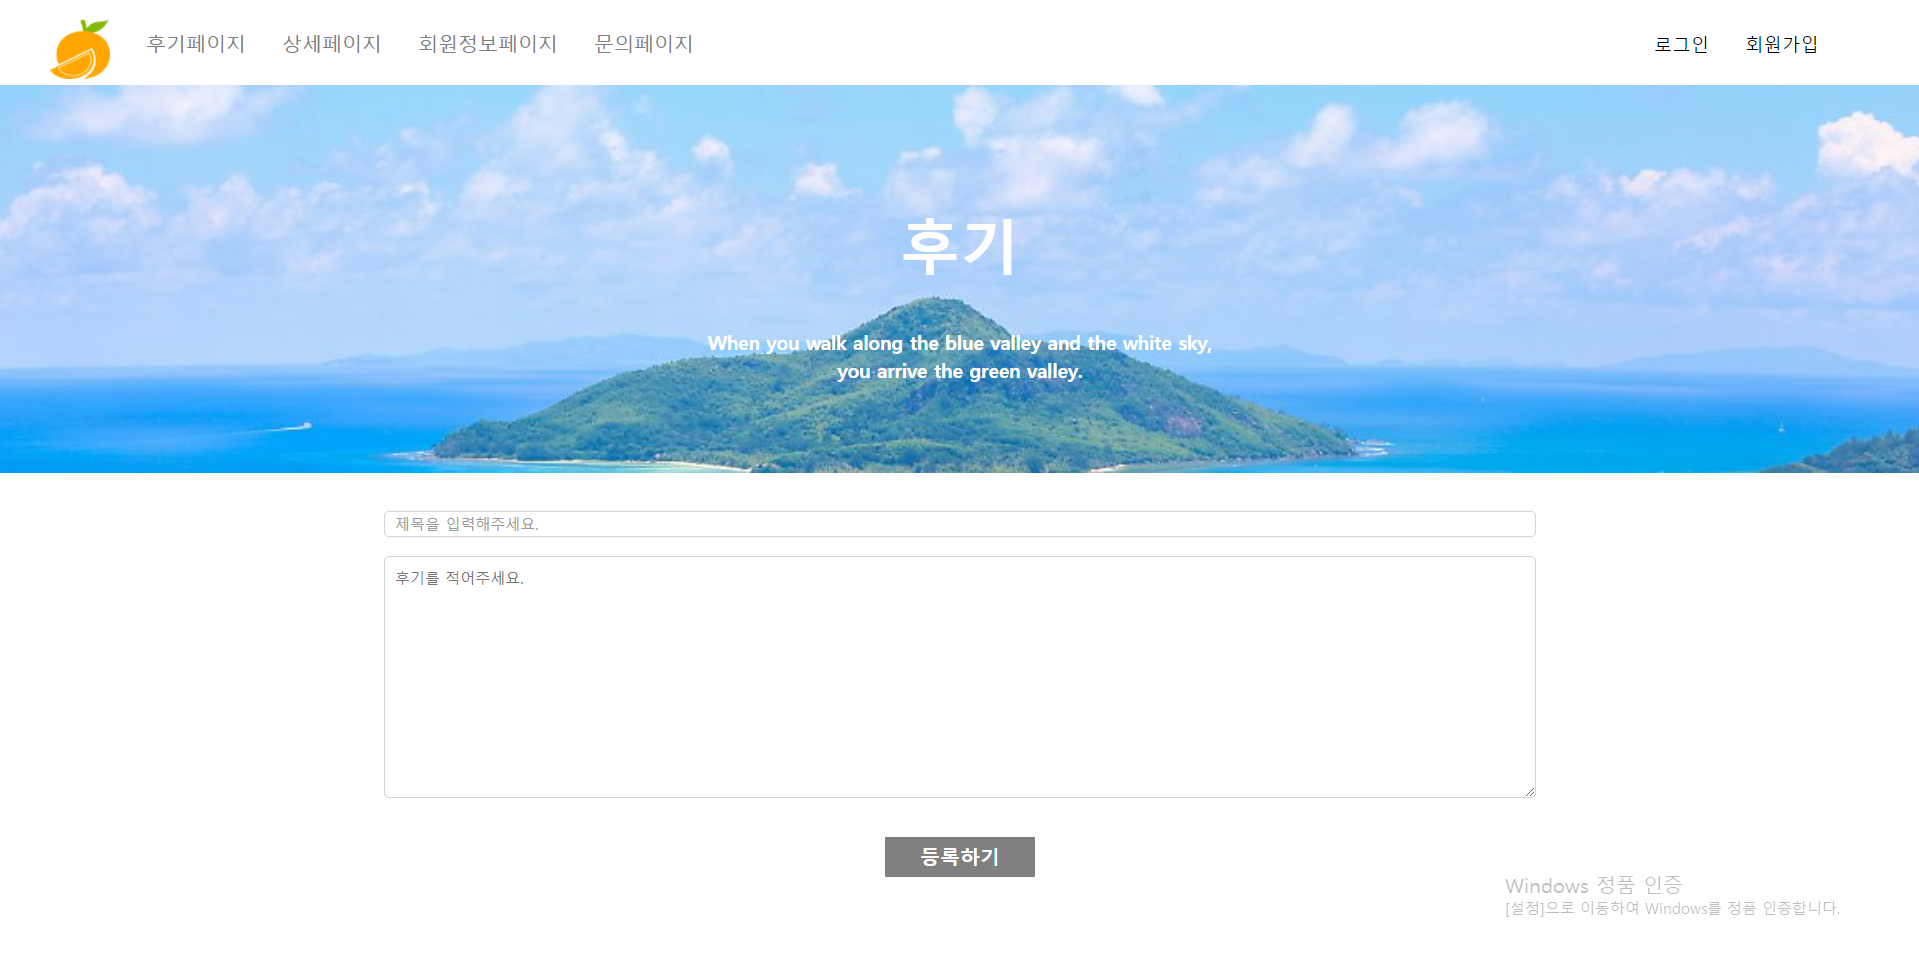 후기페이지 상세페이지 회원정보페이지 문의페이지 로그인 회원가입
후기
When you walk along the blue valley and the white sky,
you arrive the green valley.
제목을 입력해주세요.
후기를 적어주세요.
등록하기
Windows 정품 인증
[설정]으로 이동하여 Windows를 정품 인증합니다.